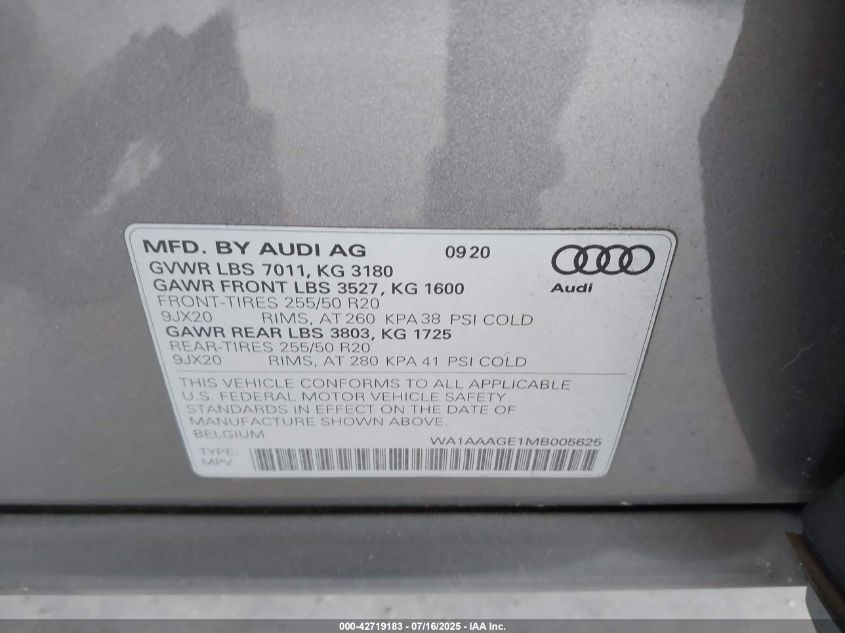 MFD. BY AUDI AG 0920
GVWR LBS 7011, KG 3180
GAWR FRONT LBS 3527, KG 1600
Audi
FRONT-TIRES 255/50 R20
9JX20 RIMS, AT 260 KPA 38 PSI COLD
GAWR REAR LBS 3803, KG 1725
REAR-TIRES 255/50 R20
9JX20 RIMS, AT 280 KPA 41 PSI COLD
THIS VEHICLE CONFORMS TO ALL APPLICABLE
U.S. FEDERAL MOTOR VEHICLE SAFETY
STANDARDS IN EFFECT ON THE DATE OF
MANUFACTURE SHOWN ABOVE.
BELGIUM WA1AAAGE1MB005625
TYPE:
MPV
000-42719183 - 07/16/2025 - IAA Inc.